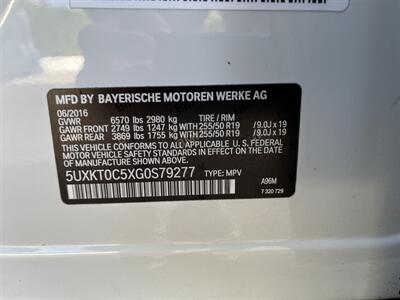 MFD BY BAYERISCHE MOTOREN WERKE AG
06/2016
GVWR 6570 lbs 2980 kg TIRE / RIM
GAWR FRONT 2749 lbs 1247 kg WITH 255/50 R19 /9.0J x 19
GAWR REAR 3869 lbs 1755 kg WITH 255/50 R19 /9.0J x 19
THIS VEHICLE CONFORMS TO ALL APPLICABLE U.S. FEDERAL
MOTOR VEHICLE SAFETY STANDARDS IN EFFECT ON THE DATE
OF MANUFACTURE SHOWN ABOVE.
5UXKT0C5XG0S79277 TYPE: MPV
A96M
7 320 729